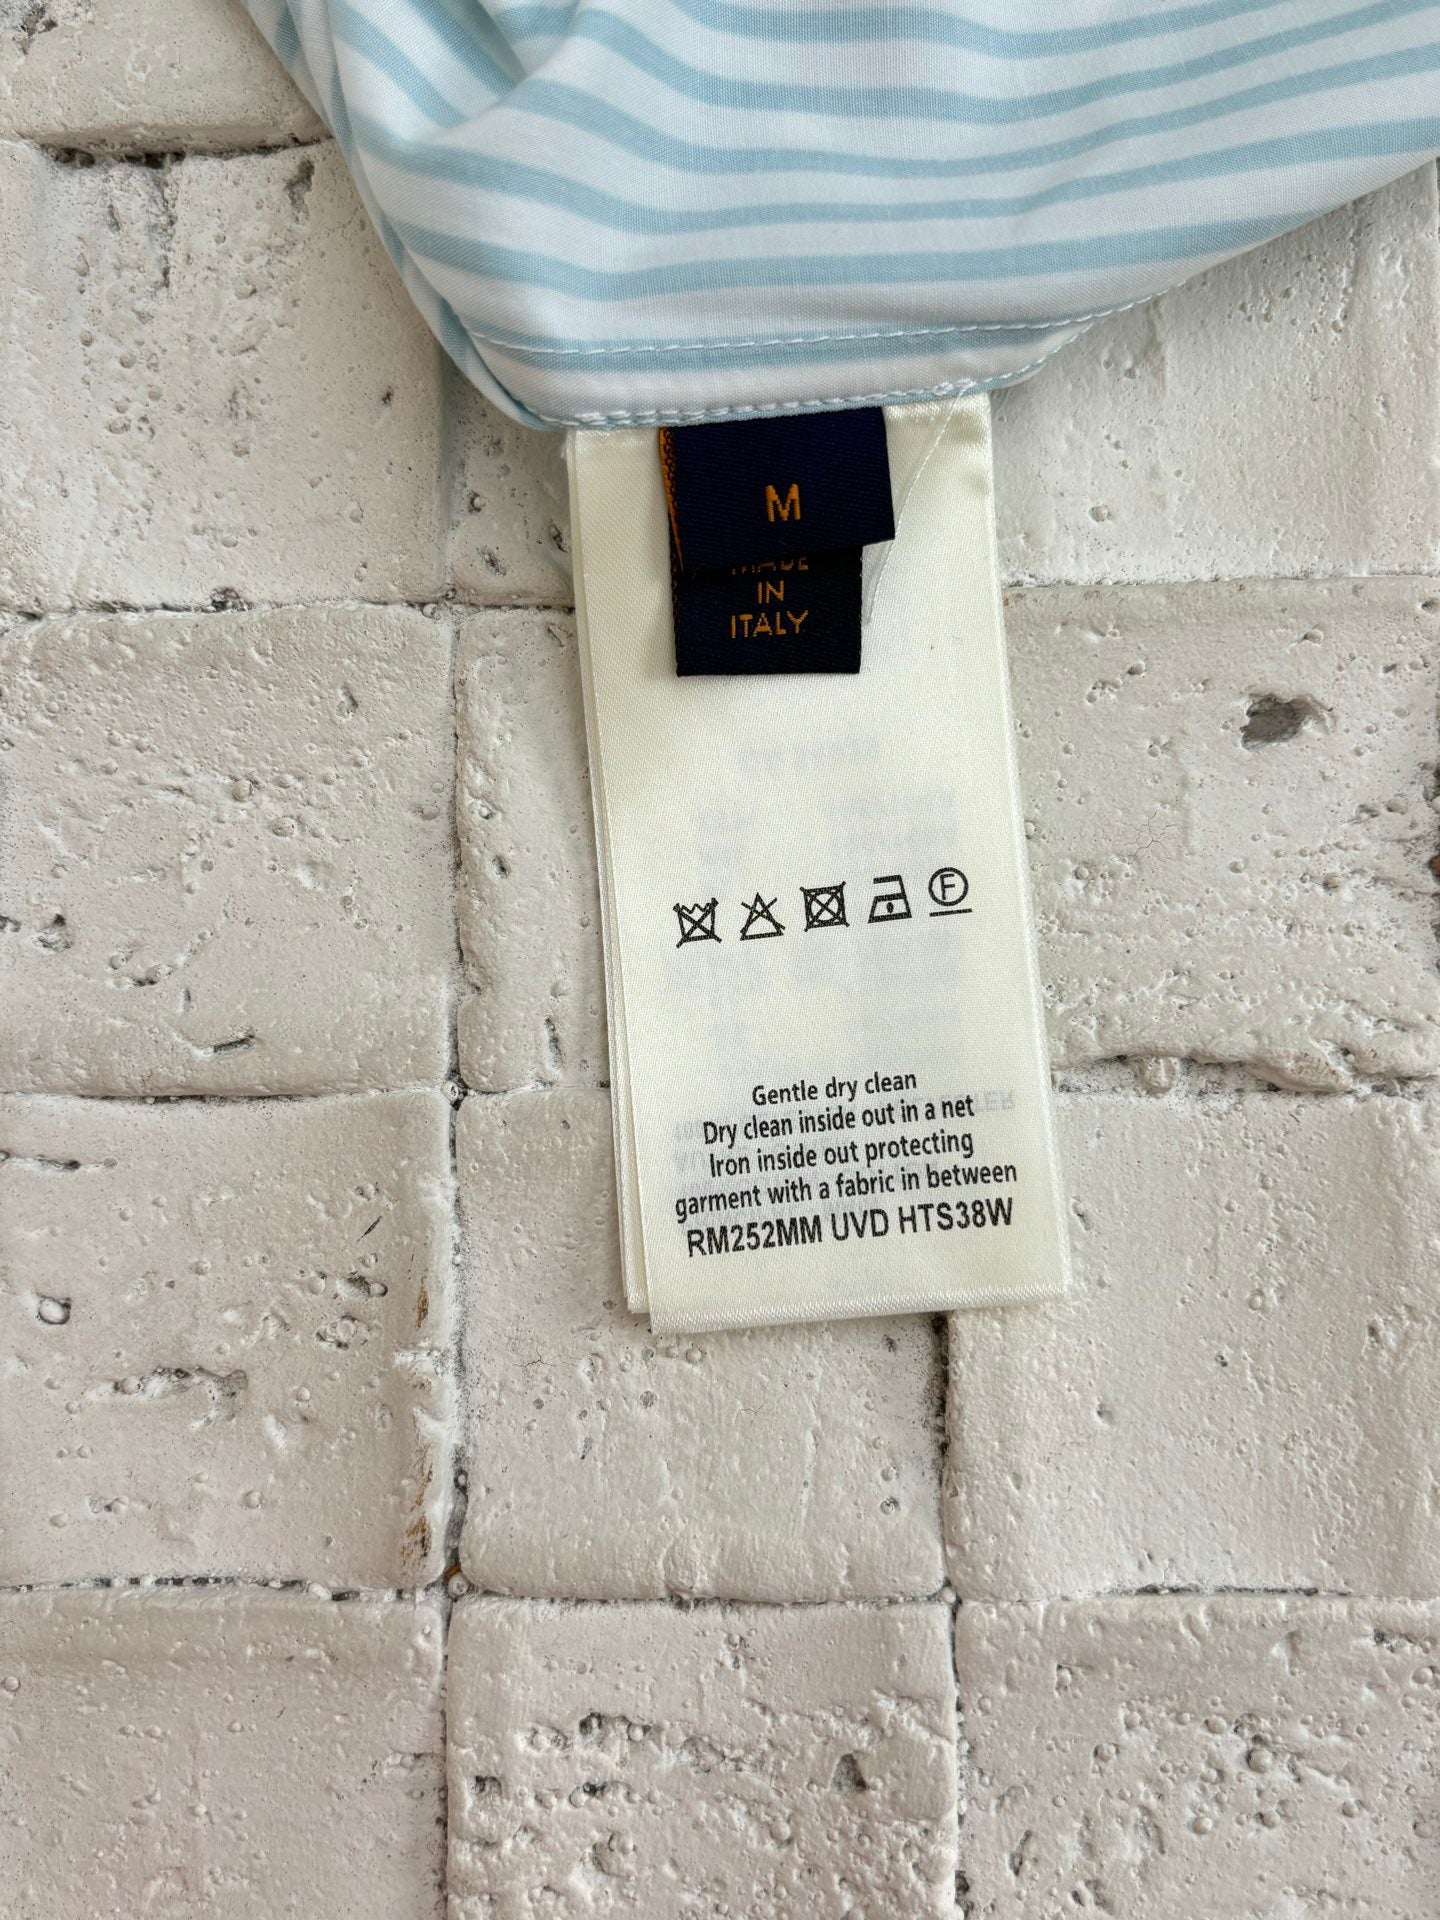 M
MADE
IN
ITALY
F
Gentle dry clean
Dry clean inside out in a net
Iron inside out protecting
garment with a fabric in between
RM252MM UVD HTS38W